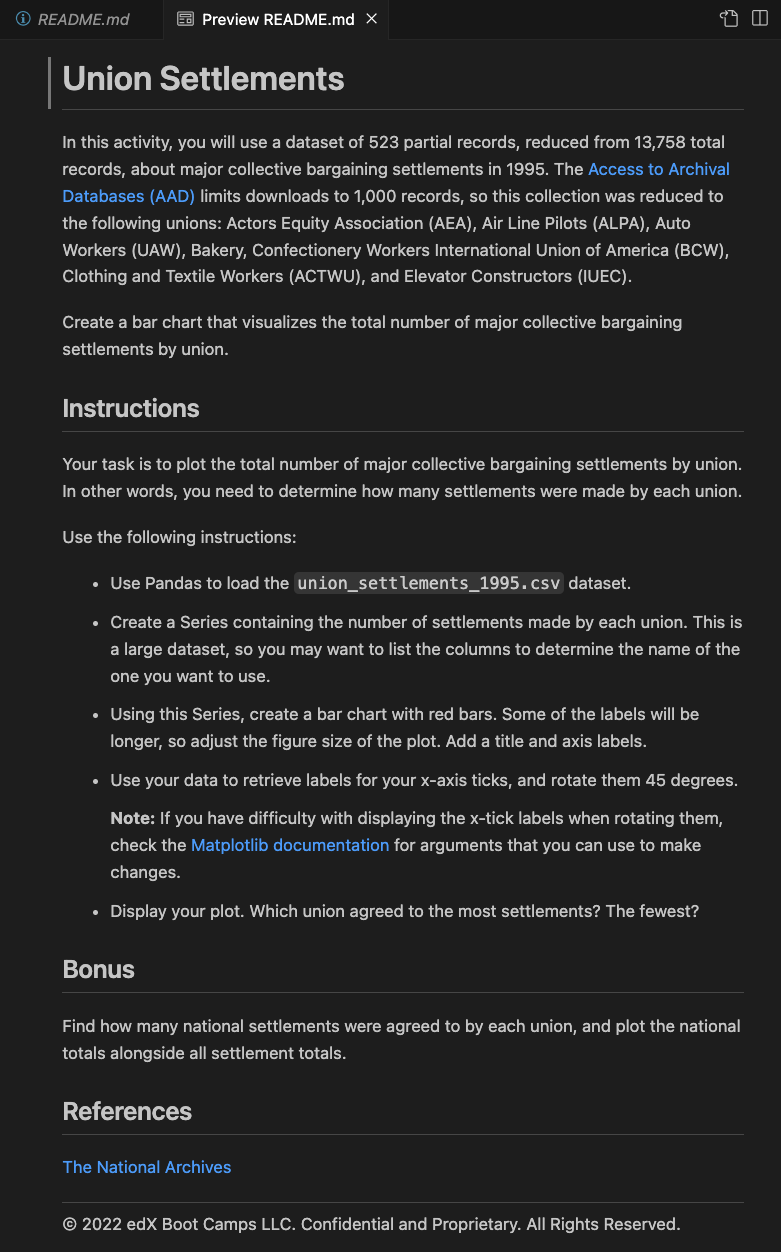 README.md
Preview README.md
Union Settlements
In this activity, you will use a dataset of 523 partial records, reduced from 13,758 total
records, about major collective bargaining settlements in 1995. The Access to Archival
Databases (AAD) limits downloads to 1,000 records, so this collection was reduced to
the following unions: Actors Equity Association (AEA), Air Line Pilots (ALPA), Auto
Workers (UAW), Bakery, Confectionery Workers International Union of America (BCW),
Clothing and Textile Workers (ACTWU), and Elevator Constructors (IUEC).
Create a bar chart that visualizes the total number of major collective bargaining
settlements by union.
Instructions
Your task is to plot the total number of major collective bargaining settlements by union.
In other words, you need to determine how many settlements were made by each union.
Use the following instructions:
• Use Pandas to load the union_settlements_1995.csv dataset.
• Create a Series containing the number of settlements made by each union. This is
a large dataset, so you may want to list the columns to determine the name of the
one you want to use.
• Using this Series, create a bar chart with red bars. Some of the labels will be
longer, so adjust the figure size of the plot. Add a title and axis labels.
• Use your data to retrieve labels for your x-axis ticks, and rotate them 45 degrees.
Note: If you have difficulty with displaying the x-tick labels when rotating them,
check the Matplotlib documentation for arguments that you can use to make
changes.
• Display your plot. Which union agreed to the most settlements? The fewest?
Bonus
Find how many national settlements were agreed to by each union, and plot the national
totals alongside all settlement totals.
References
The National Archives
© 2022 edX Boot Camps LLC. Confidential and Proprietary. All Rights Reserved.